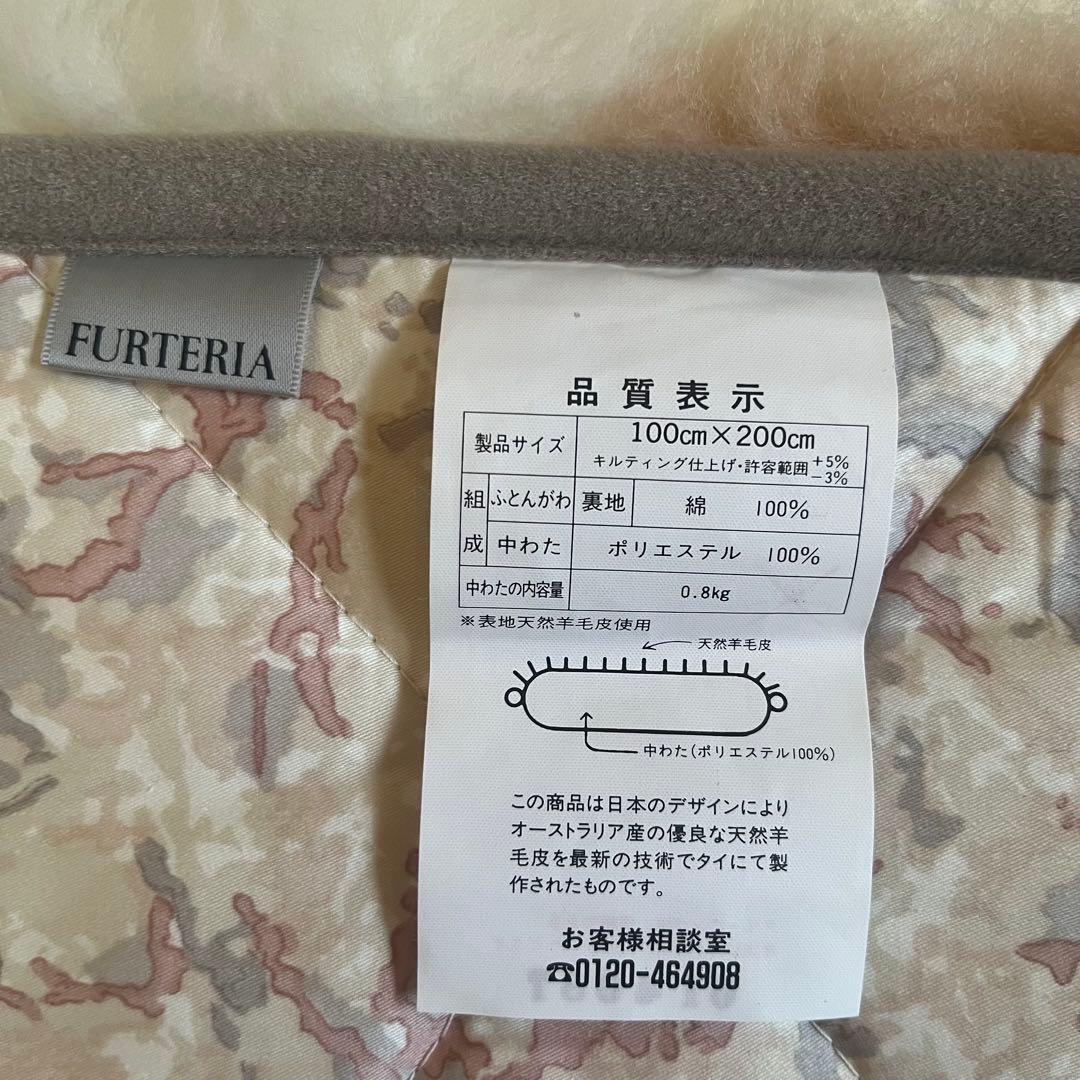 FURTERIA
品質表示
製品サイズ 100cm×200cm
キルティング仕上げ・許容範囲 +5% -3%
組成 ふとんがわ 裏地 綿 100%
中わた ポリエステル 100%
中わたの内容量 0.8kg
※表地天然羊毛皮使用
天然羊毛皮
中わた(ポリエステル100%)
この商品は日本のデザインにより
オーストラリア産の優良な天然羊
毛皮を最新の技術でタイにて製
作されたものです。
お客様相談室
☎0120-464908